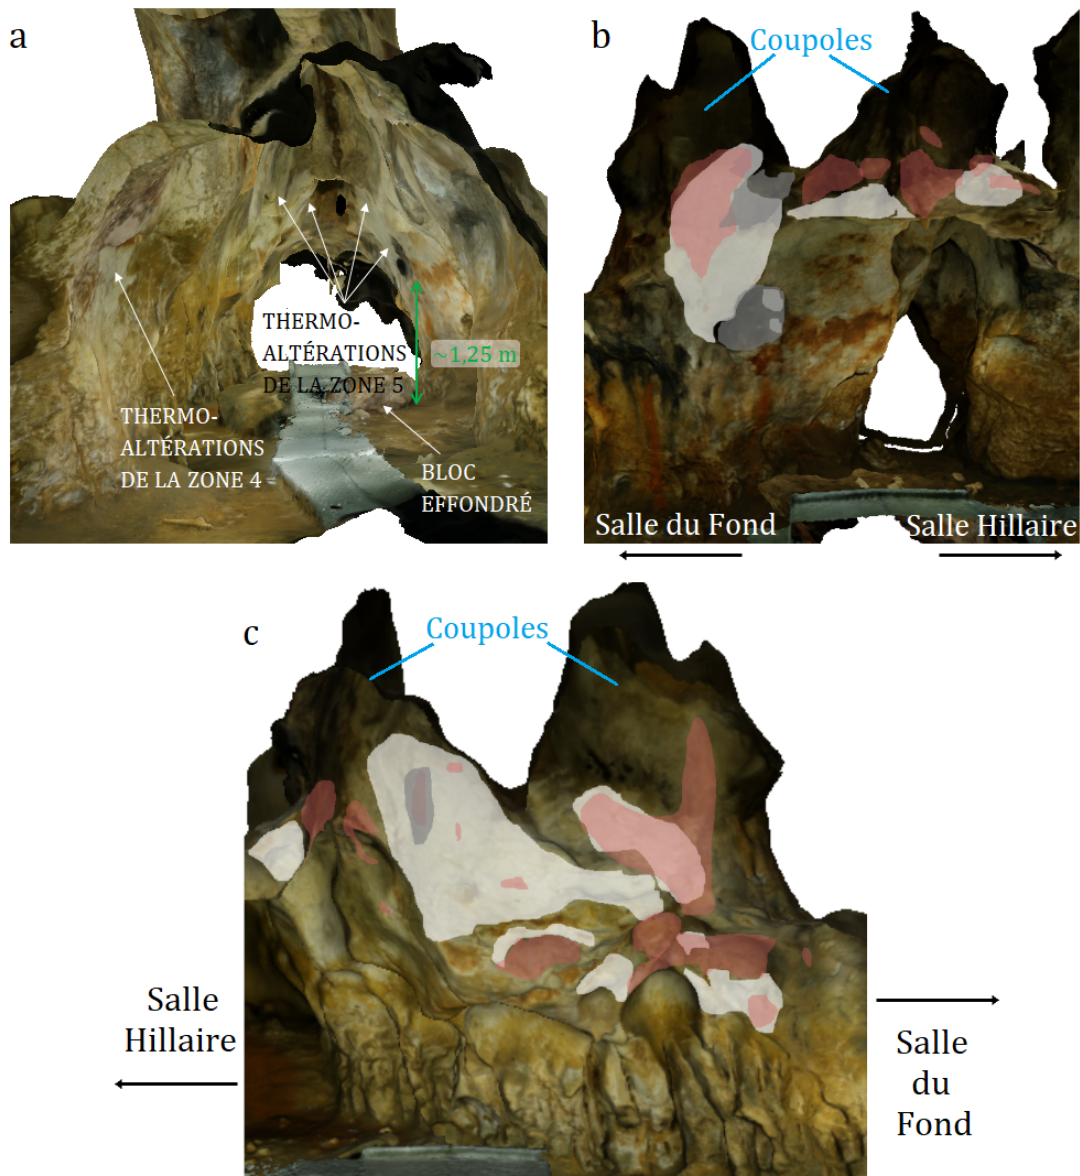 a
THERMO-
ALTÉRATIONS
DE LA ZONE 5
~1,25 m
THERMO-
ALTÉRATIONS
DE LA ZONE 4
BLOC
EFFONDRÉ
b
Coupoles
Salle du Fond
Salle Hillaire
c
Coupoles
Salle
Hillaire
Salle
du
Fond